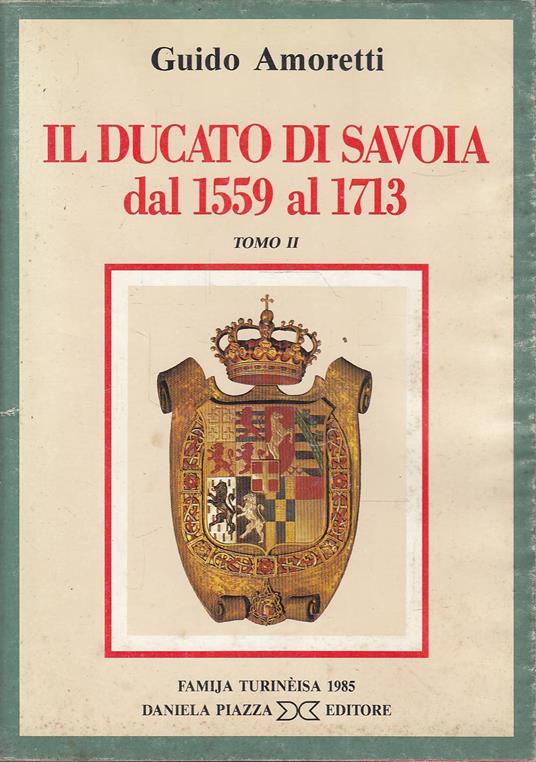 Guido Amoretti
IL DUCATO DI SAVOIA
dal 1559 al 1713
TOMO II
FAMIJA TURINÈISA 1985
DANIELA PIAZZA EDITORE